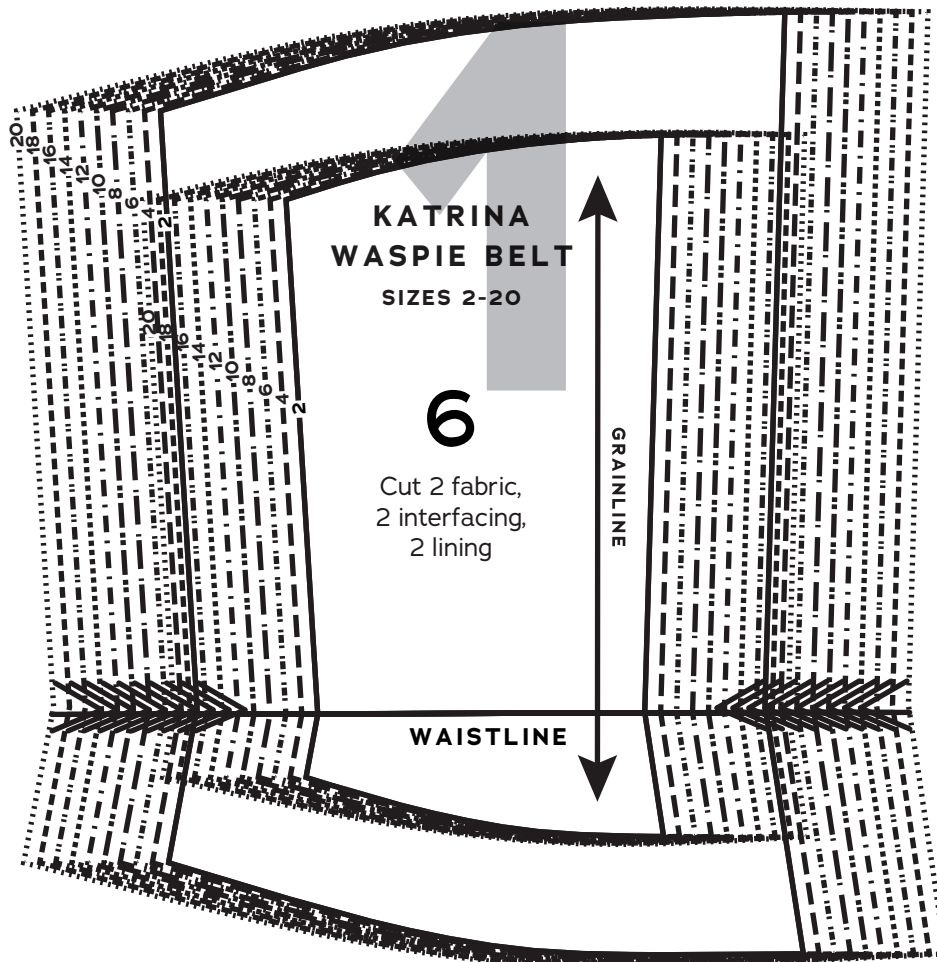 1
20
18
16
14
12
10
8
6
4
2
KATRINA
WASPIE BELT
SIZES 2-20
20
18
16
14
12
10
8
6
4
2
6
Cut 2 fabric,
2 interfacing,
2 lining
GRAINLINE
WAISTLINE